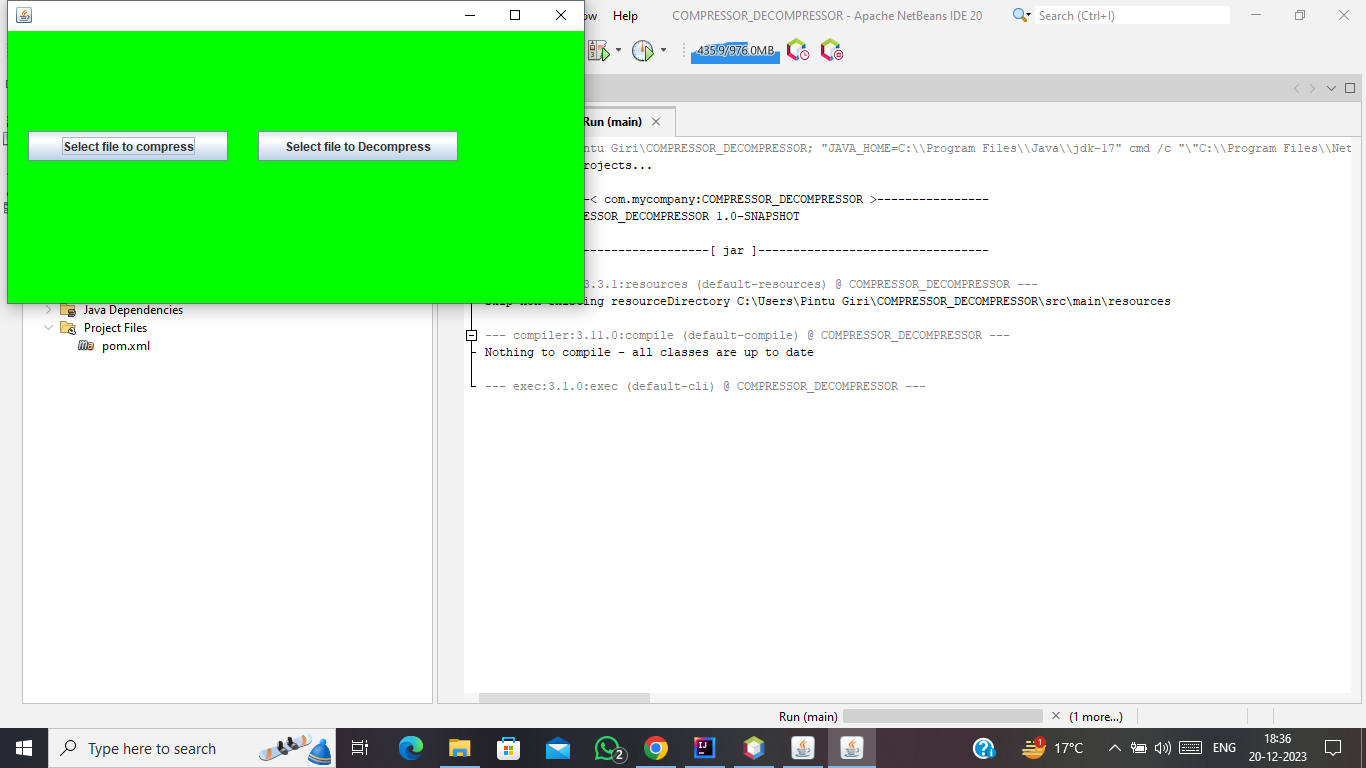 Help
COMPRESSOR_DECOMPRESSOR - Apache NetBeans IDE 20
Search (Ctrl+I)
435.9/976.0MB
Select file to compress
Select file to Decompress
Run (main)
Giri\COMPRESSOR_DECOMPRESSOR; "JAVA_HOME=C:\\Program Files\\Java\\jdk-17" cmd /c "\"C:\\Program Files\\Net
< com.mycompany:COMPRESSOR_DECOMPRESSOR >----------------
COMPRESSOR_DECOMPRESSOR 1.0-SNAPSHOT
[ jar ]---------------------------------
3.3.1:resources (default-resources) @ COMPRESSOR_DECOMPRESSOR ---
existing resourceDirectory C:\Users\Pintu Giri\COMPRESSOR_DECOMPRESSOR\src\main\resources
--- compiler:3.11.0:compile (default-compile) @ COMPRESSOR_DECOMPRESSOR ---
Nothing to compile - all classes are up to date
--- exec:3.1.0:exec (default-cli) @ COMPRESSOR_DECOMPRESSOR ---
Java Dependencies
Project Files
pom.xml
Run (main)
(1 more...)
Type here to search
2
1
17°C
ENG
18:36
20-12-2023